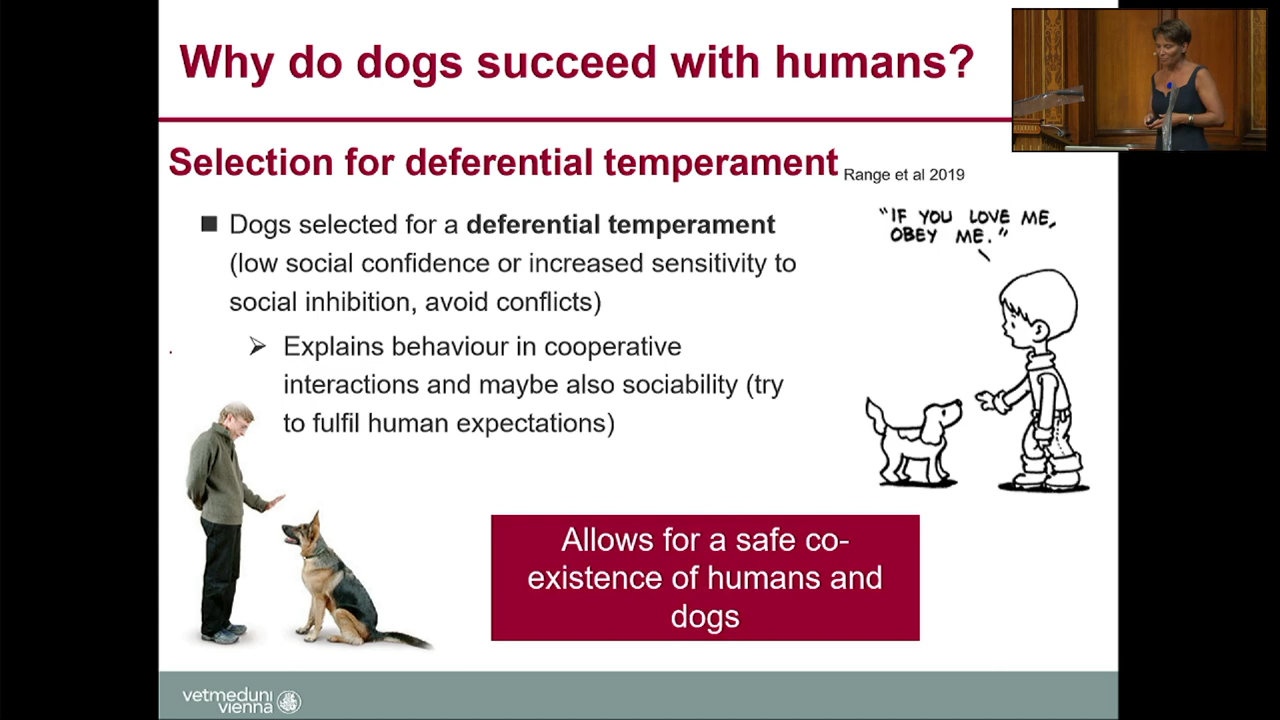 Why do dogs succeed with humans?
Selection for deferential temperament Range et al 2019
■ Dogs selected for a deferential temperament
(low social confidence or increased sensitivity to
social inhibition, avoid conflicts)
➢ Explains behaviour in cooperative
interactions and maybe also sociability (try
to fulfil human expectations)
"IF YOU LOVE ME,
OBEY ME."
Allows for a safe co-
existence of humans and
dogs
vetmeduni
vienna